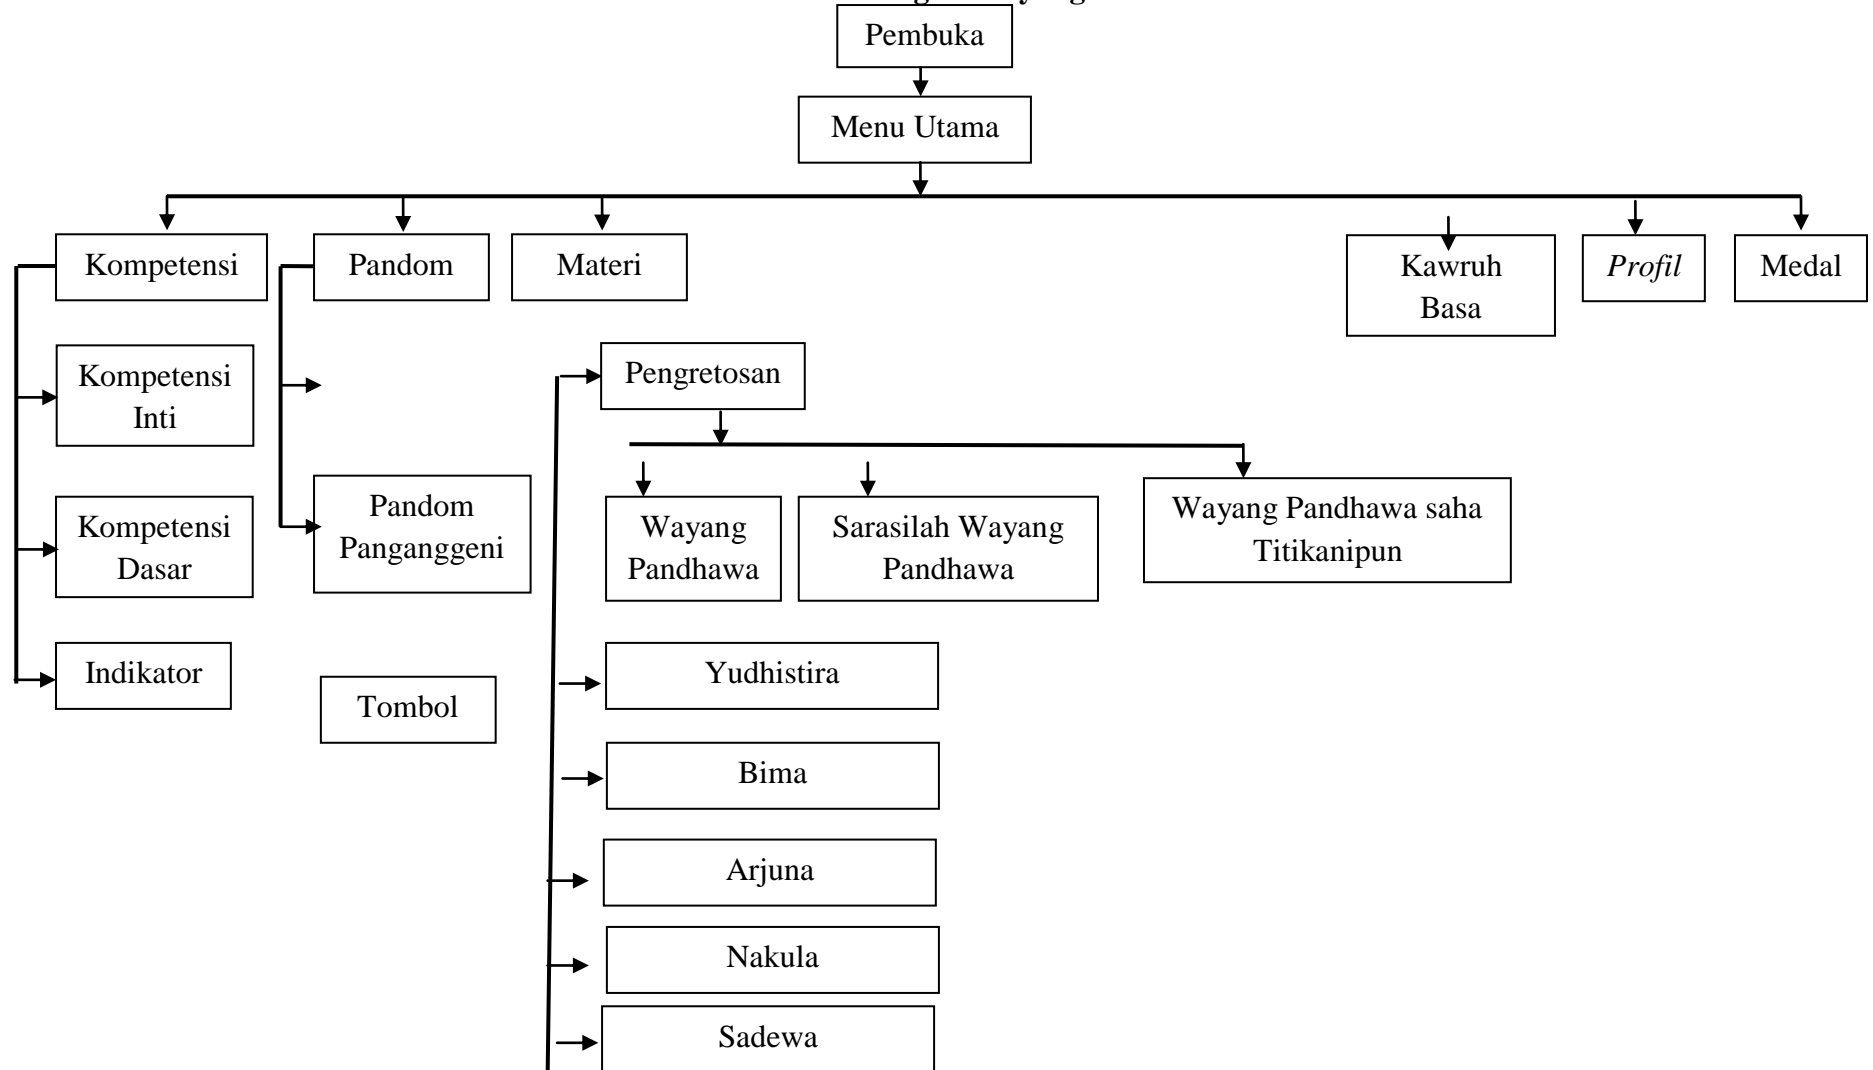 Pembuka
Menu Utama
Kompetensi
Pandom
Materi
Kawruh
Basa
Profil
Medal
Kompetensi
Inti
Pengretosan
Kompetensi
Dasar
Pandom
Panganggeni
Wayang
Pandhawa
Sarasilah Wayang
Pandhawa
Wayang Pandhawa saha
Titikanipun
Indikator
Tombol
Yudhistira
Bima
Arjuna
Nakula
Sadewa